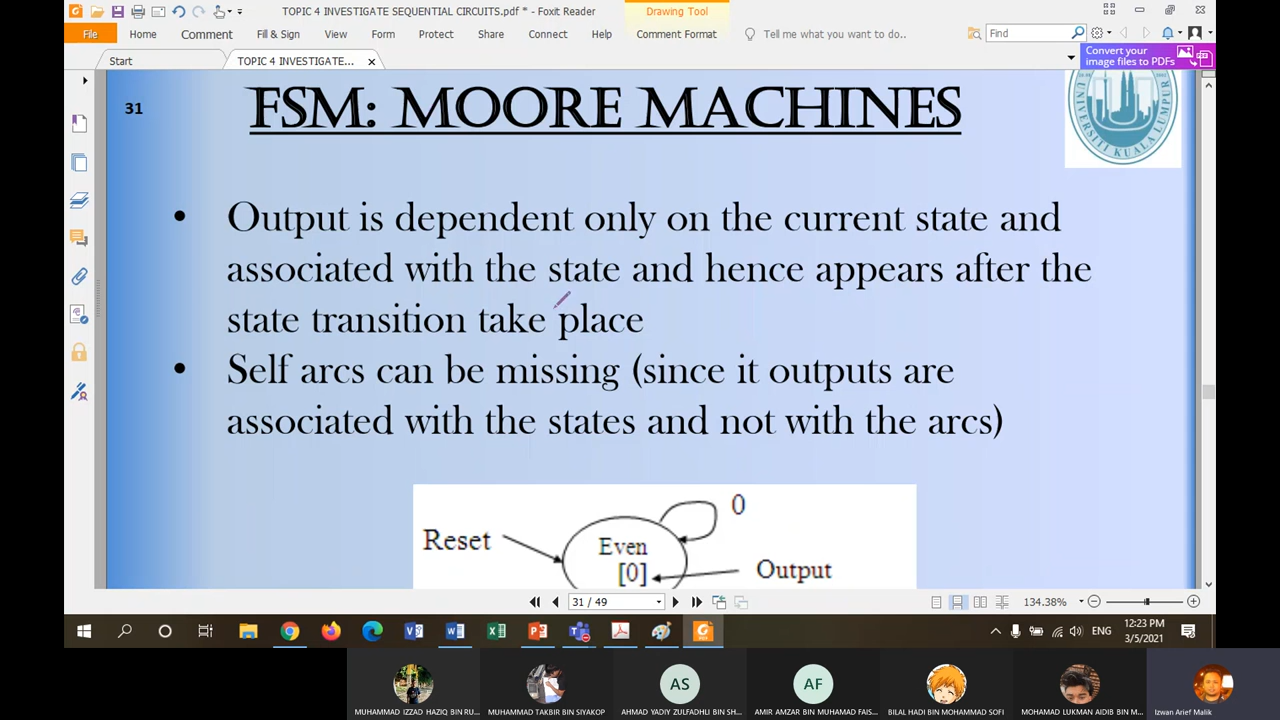 TOPIC 4 INVESTIGATE SEQUENTIAL CIRCUITS.pdf * - Foxit Reader
Drawing Tool
File Home Comment Fill & Sign View Form Protect Share Connect Help Comment Format Tell me what you want to do.. Find
Start TOPIC 4 INVESTIGATE... Convert your
image files to PDFs
31 FSM: MOORE MACHINES
UNIVERSITI KUALA LUMPUR
• Output is dependent only on the current state and
associated with the state and hence appears after the
state transition take place
• Self arcs can be missing (since it outputs are
associated with the states and not with the arcs)
0
Reset Even
[0] Output
31 / 49 134.38%
12:23 PM
ENG
3/5/2021
AS AF
MUHAMMAD IZZAD HAZIQ BIN RU... MUHAMMAD TAKBIR BIN SIYAKOP AHMAD YADIY ZULFADHLI BIN SH... AMIR AMZAR BIN MUHAMAD FAIS... BILAL HADI BIN MOHAMMAD SOFI MOHAMAD LUKMAN AIDIB BIN M... Izwan Arief Malik